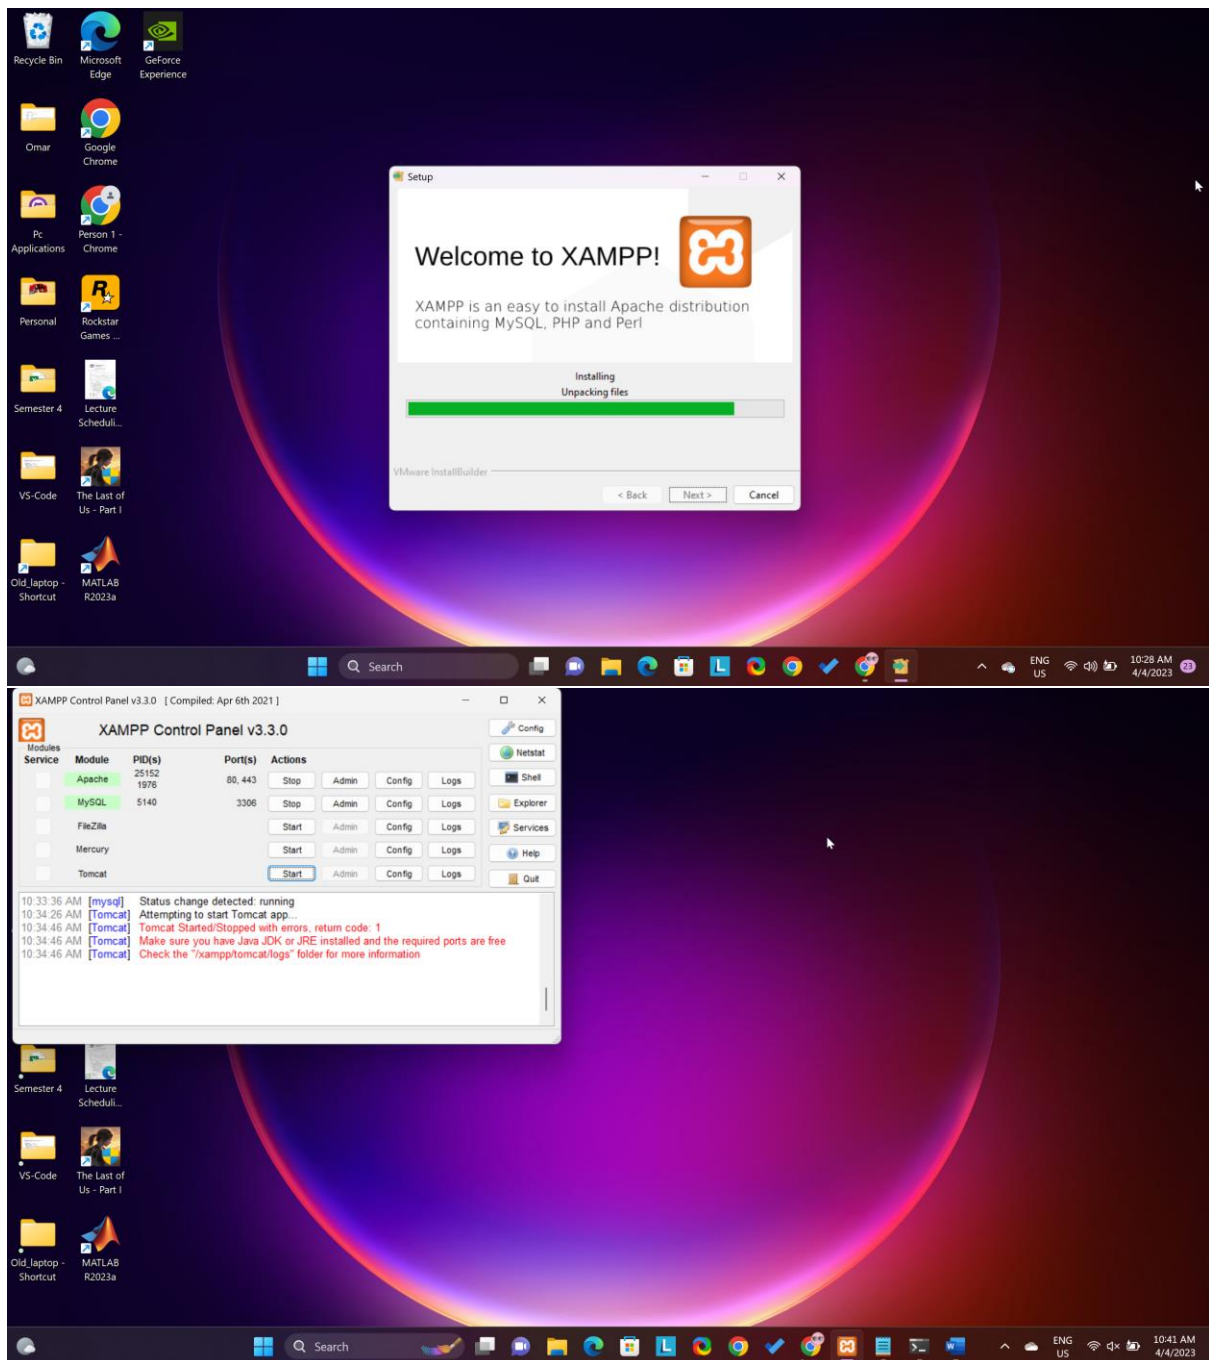 Recycle Bin
Microsoft Edge
GeForce Experience
Omar
Google Chrome
Pc Applications
Person 1 - Chrome
Personal
Rockstar Games ...
Semester 4
Lecture Scheduli...
VS-Code
The Last of Us - Part I
Old_laptop - Shortcut
MATLAB R2023a
Setup
Welcome to XAMPP!
XAMPP is an easy to install Apache distribution
containing MySQL, PHP and Perl
Installing
Unpacking files
VMware InstallBuilder
< Back Next > Cancel
Search
ENG US
10:28 AM
4/4/2023
23
XAMPP Control Panel v3.3.0 [ Compiled: Apr 6th 2021 ]
XAMPP Control Panel v3.3.0
Modules
Service Module PID(s) Port(s) Actions
Apache 25152 1976 80, 443 Stop Admin Config Logs
MySQL 5140 3306 Stop Admin Config Logs
FileZilla Start Admin Config Logs
Mercury Start Admin Config Logs
Tomcat Start Admin Config Logs
Config
Netstat
Shell
Explorer
Services
Help
Quit
10:33:36 AM [mysql] Status change detected: running
10:34:26 AM [Tomcat] Attempting to start Tomcat app...
10:34:46 AM [Tomcat] Tomcat Started/Stopped with errors, return code: 1
10:34:46 AM [Tomcat] Make sure you have Java JDK or JRE installed and the required ports are free
10:34:46 AM [Tomcat] Check the "/xampp/tomcat/logs" folder for more information
Semester 4
Lecture Scheduli...
VS-Code
The Last of Us - Part I
Old_laptop - Shortcut
MATLAB R2023a
Search
ENG US
10:41 AM
4/4/2023